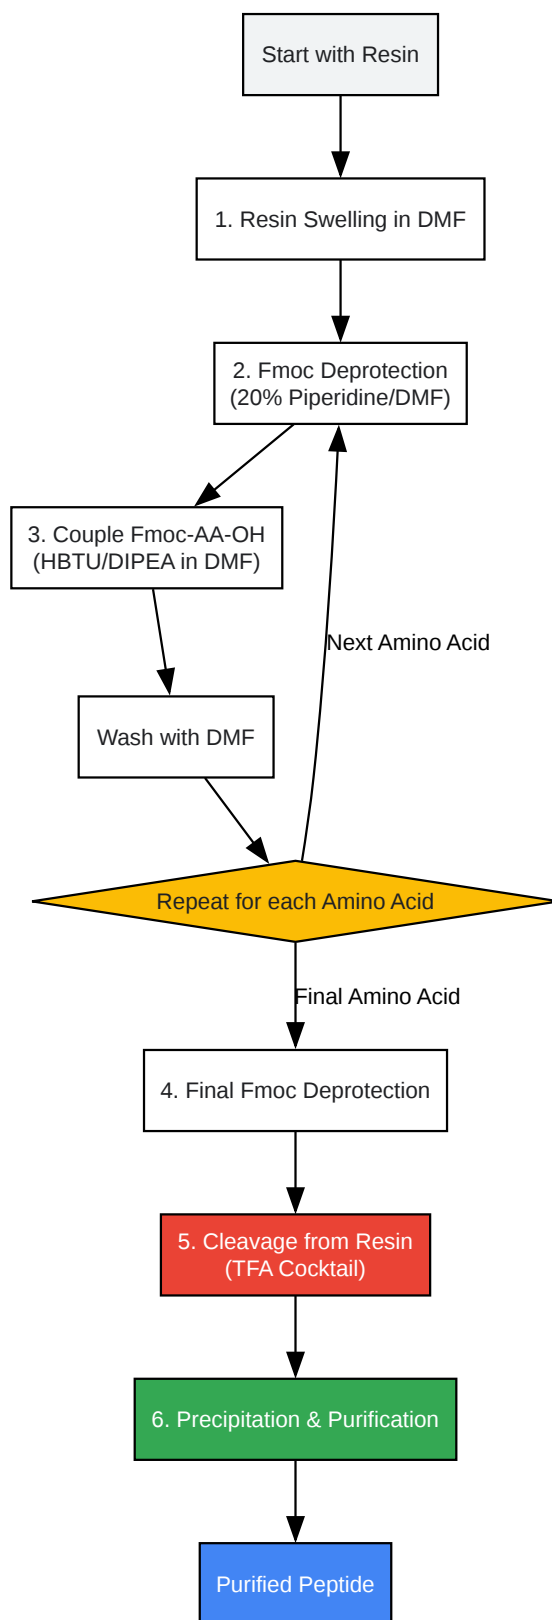 Start with Resin
1. Resin Swelling in DMF
2. Fmoc Deprotection
(20% Piperidine/DMF)
3. Couple Fmoc-AA-OH
(HBTU/DIPEA in DMF)
Next Amino Acid
Wash with DMF
Repeat for each Amino Acid
Final Amino Acid
4. Final Fmoc Deprotection
5. Cleavage from Resin
(TFA Cocktail)
6. Precipitation & Purification
Purified Peptide